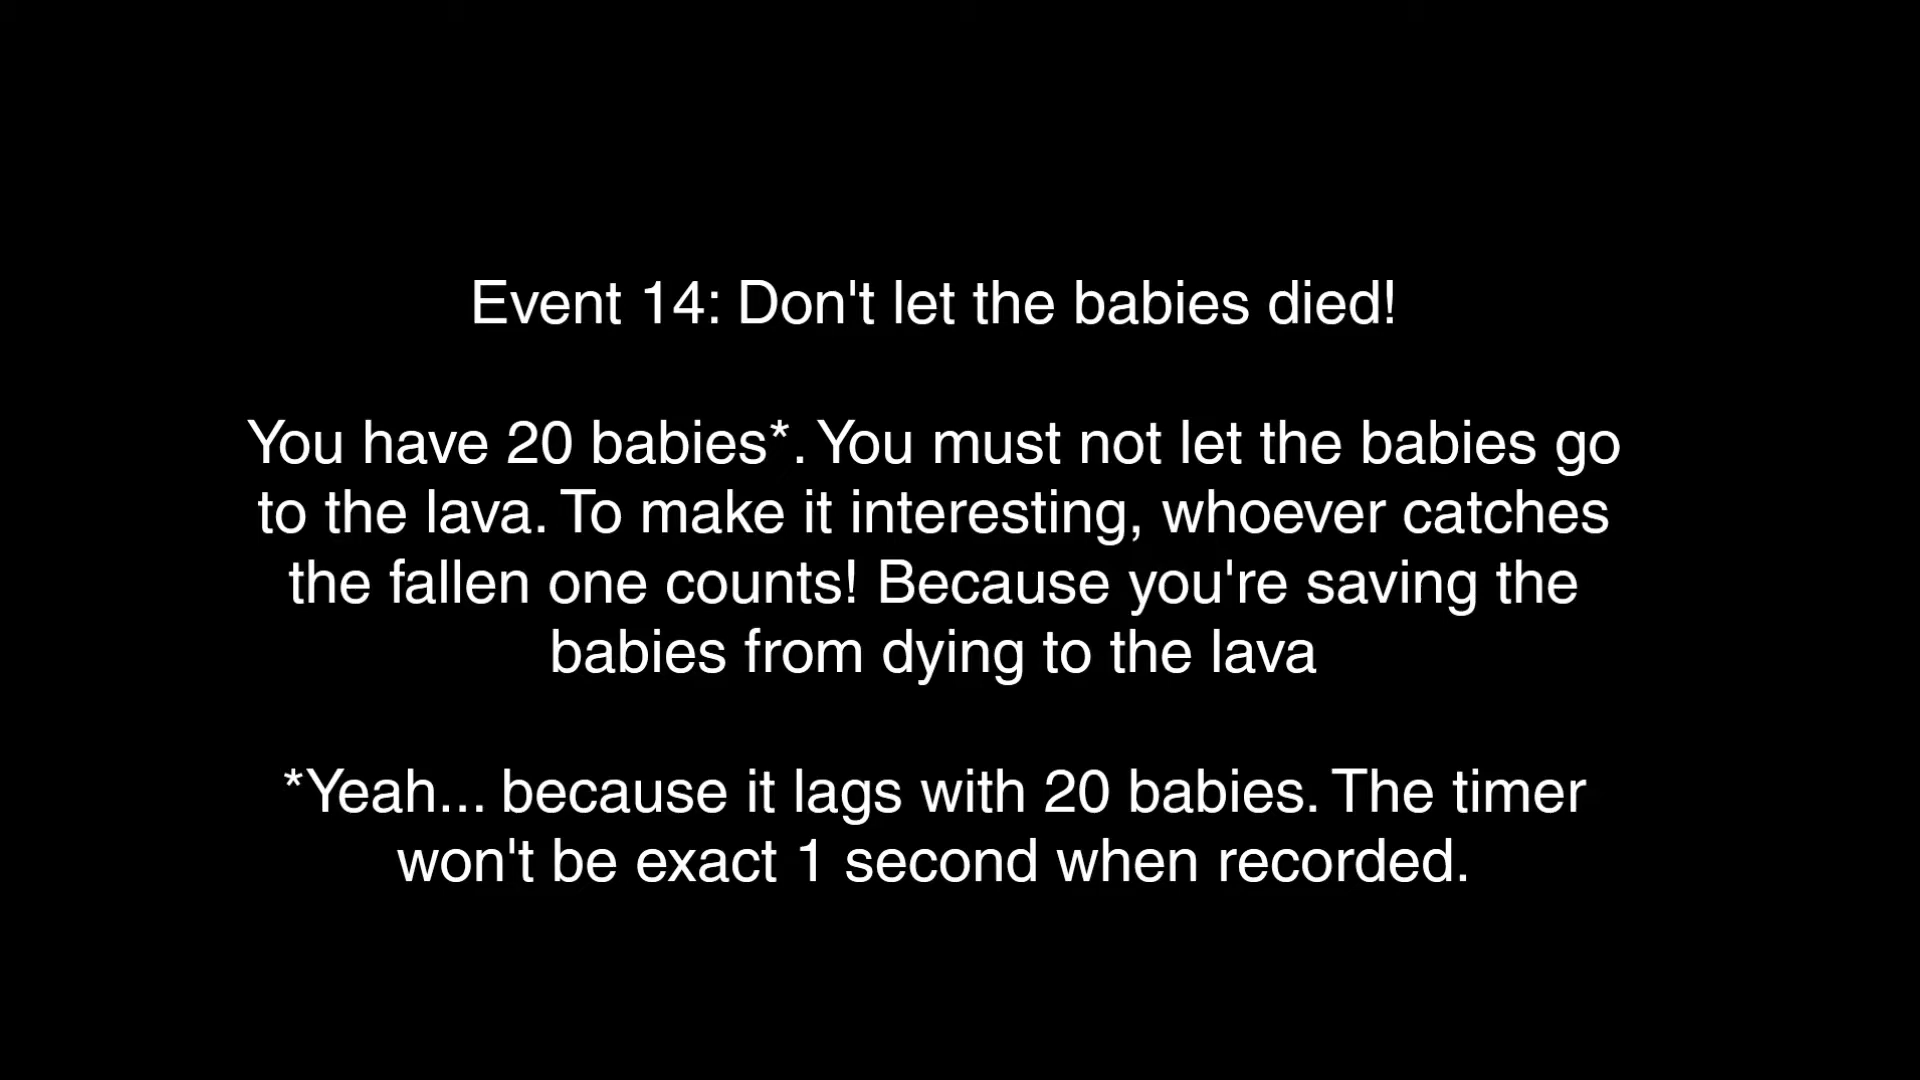 Event 14: Don't let the babies died!
You have 20 babies*. You must not let the babies go
to the lava. To make it interesting, whoever catches
the fallen one counts! Because you're saving the
babies from dying to the lava
*Yeah... because it lags with 20 babies. The timer
won't be exact 1 second when recorded.